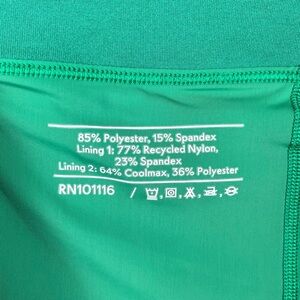 85% Polyester, 15% Spandex
Lining 1: 77% Recycled Nylon,
23% Spandex
Lining 2: 64% Coolmax, 36% Polyester
RN101116 /